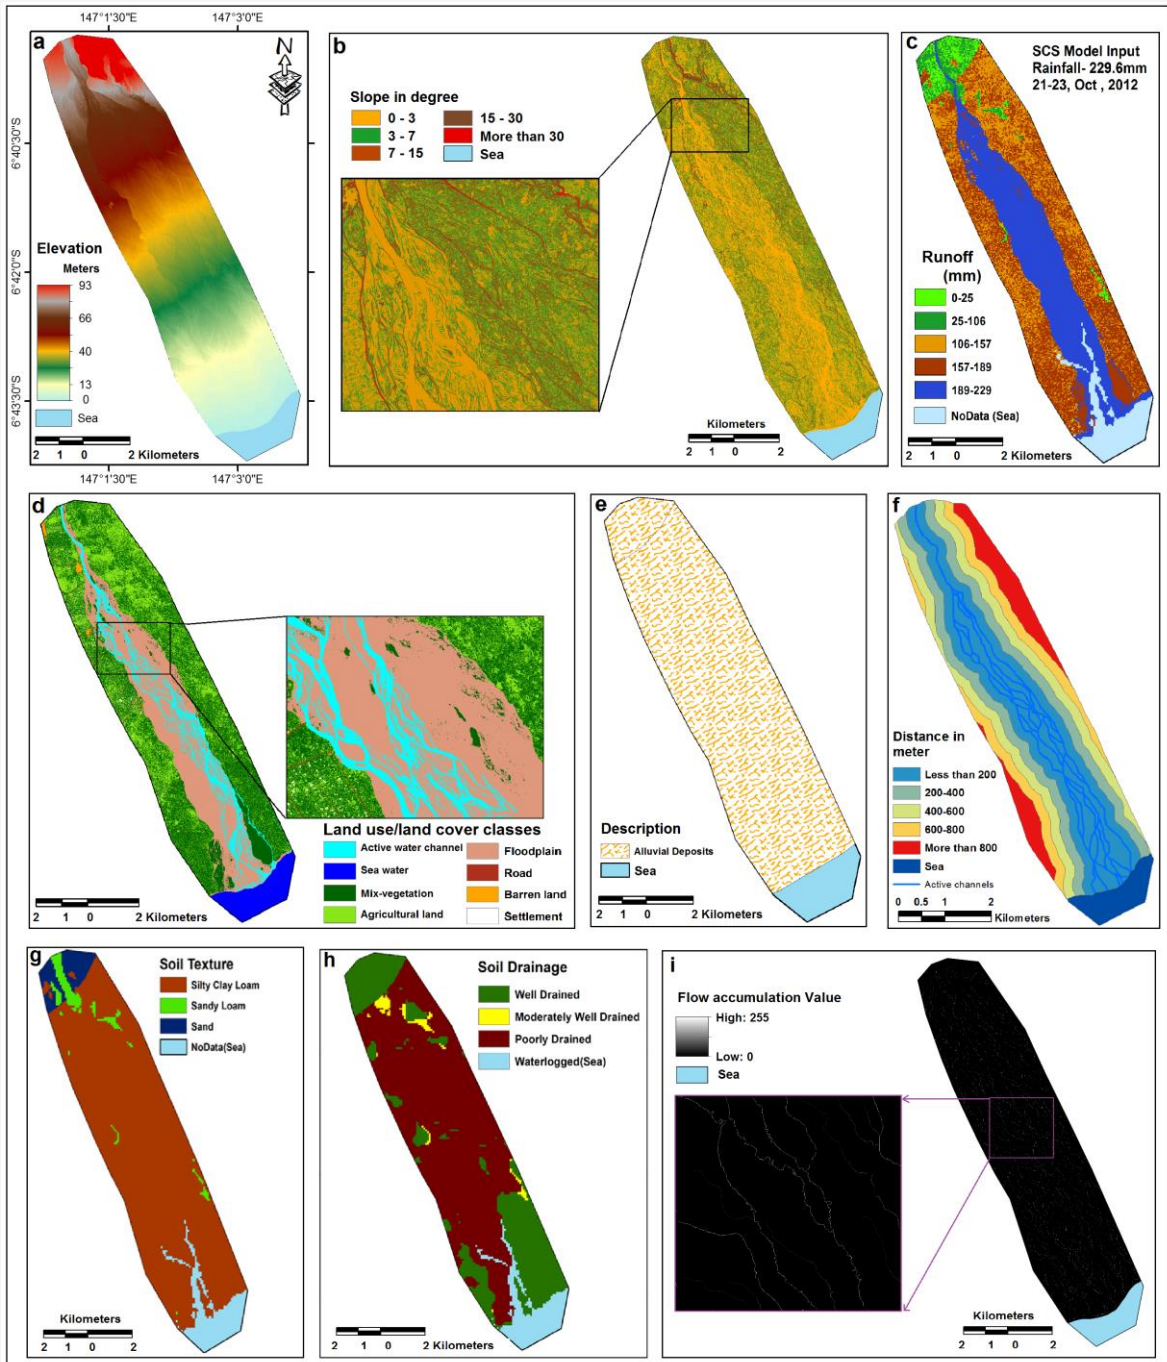 147°1'30"E
147°3'0"E
a
N
6°40'30"S
6°42'0"S
6°43'30"S
Elevation
Meters
93
66
40
13
0
Sea
2 1 0 2 Kilometers
147°1'30"E
147°3'0"E
b
Slope in degree
0 - 3
3 - 7
7 - 15
15 - 30
More than 30
Sea
Kilometers
2 1 0 2
c
SCS Model Input
Rainfall- 229.6mm
21-23, Oct , 2012
Runoff
(mm)
0-25
25-106
106-157
157-189
189-229
NoData (Sea)
Kilometers
2 1 0 2
d
Land use/land cover classes
Active water channel
Sea water
Mix-vegetation
Agricultural land
Floodplain
Road
Barren land
Settlement
2 1 0 2 Kilometers
e
Description
Alluvial Deposits
Sea
2 1 0 2 Kilometers
f
Distance in
meter
Less than 200
200-400
400-600
600-800
More than 800
Sea
Active channels
0 0.5 1 2
Kilometers
g
Soil Texture
Silty Clay Loam
Sandy Loam
Sand
NoData(Sea)
Kilometers
2 1 0 2
h
Soil Drainage
Well Drained
Moderately Well Drained
Poorly Drained
Waterlogged(Sea)
2 1 0 2 Kilometers
i
Flow accumulation Value
High: 255
Low: 0
Sea
Kilometers
2 1 0 2